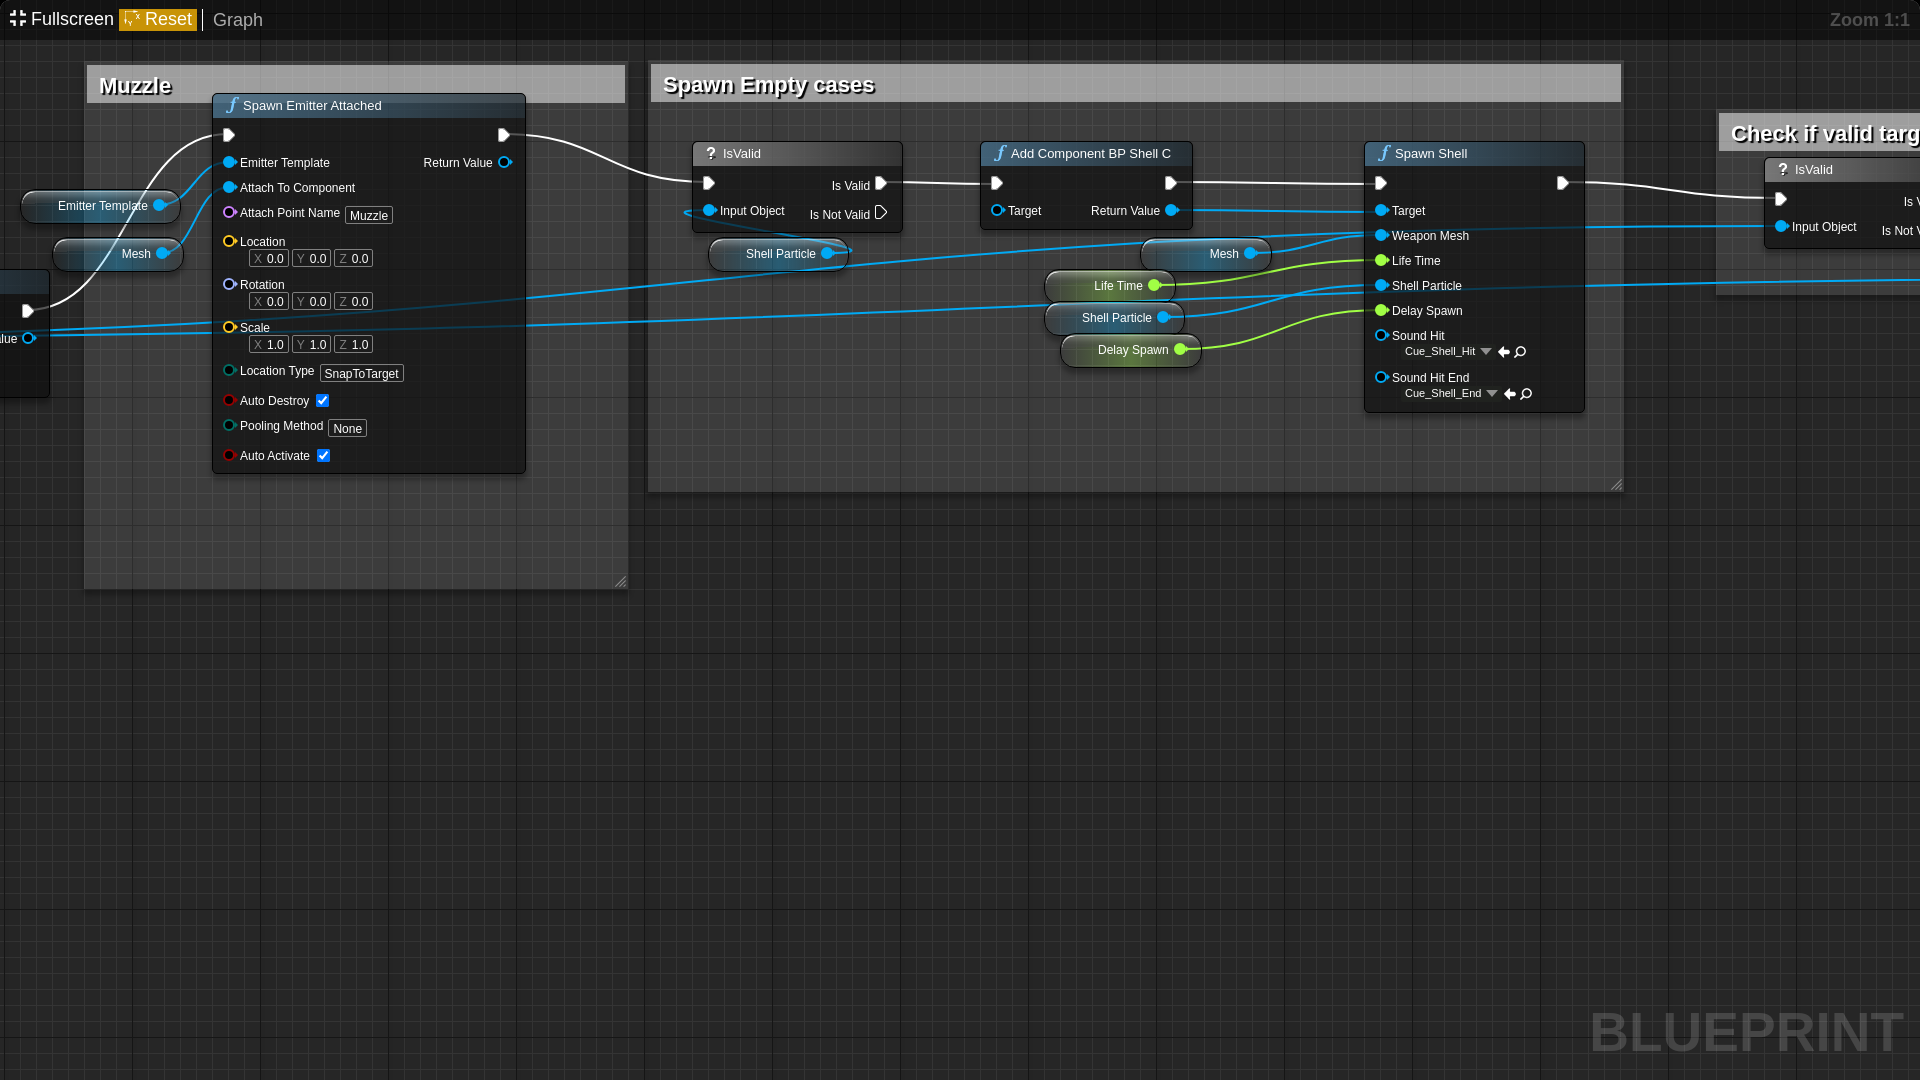 Fullscreen Reset Graph
Zoom 1:1
Muzzle
Spawn Emitter Attached
Emitter Template
Return Value
Attach To Component
Attach Point Name Muzzle
Location
X 0.0 Y 0.0 Z 0.0
Rotation
X 0.0 Y 0.0 Z 0.0
Scale
X 1.0 Y 1.0 Z 1.0
Location Type SnapToTarget
Auto Destroy
Pooling Method None
Auto Activate
Emitter Template
Mesh
Spawn Empty cases
? IsValid
Is Valid
Input Object
Is Not Valid
Shell Particle
Add Component BP Shell C
Target
Return Value
Mesh
Life Time
Shell Particle
Delay Spawn
Spawn Shell
Target
Weapon Mesh
Life Time
Shell Particle
Delay Spawn
Sound Hit
Cue_Shell_Hit
Sound Hit End
Cue_Shell_End
Check if valid
? IsValid
Is
Input Object
Is Not
BLUEPRINT